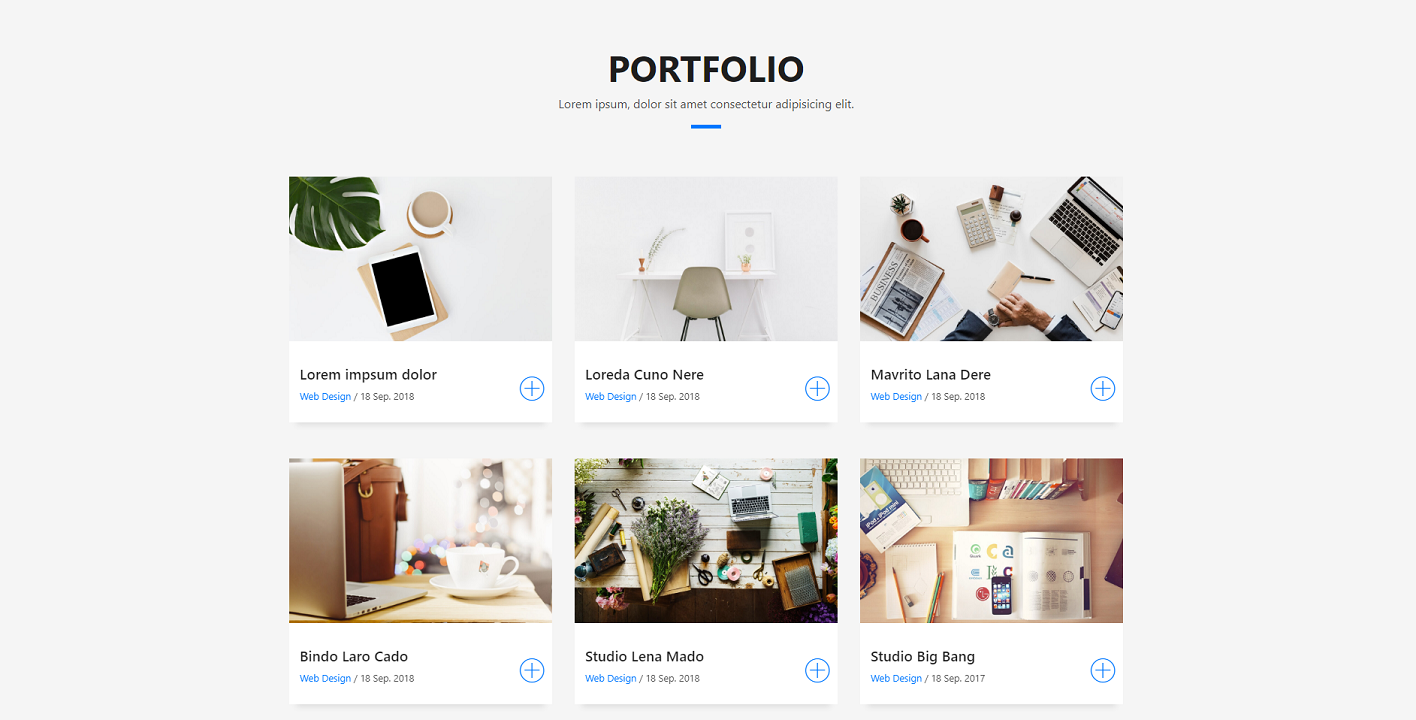 PORTFOLIO
Lorem ipsum, dolor sit amet consectetur adipisicing elit.
BUSINESS
Lorem impsum dolor
Web Design / 18 Sep. 2018
Loreda Cuno Nere
Web Design / 18 Sep. 2018
Mavrito Lana Dere
Web Design / 18 Sep. 2018
Bindo Laro Cado
Web Design / 18 Sep. 2018
Studio Lena Mado
Web Design / 18 Sep. 2018
Studio Big Bang
Web Design / 18 Sep. 2017